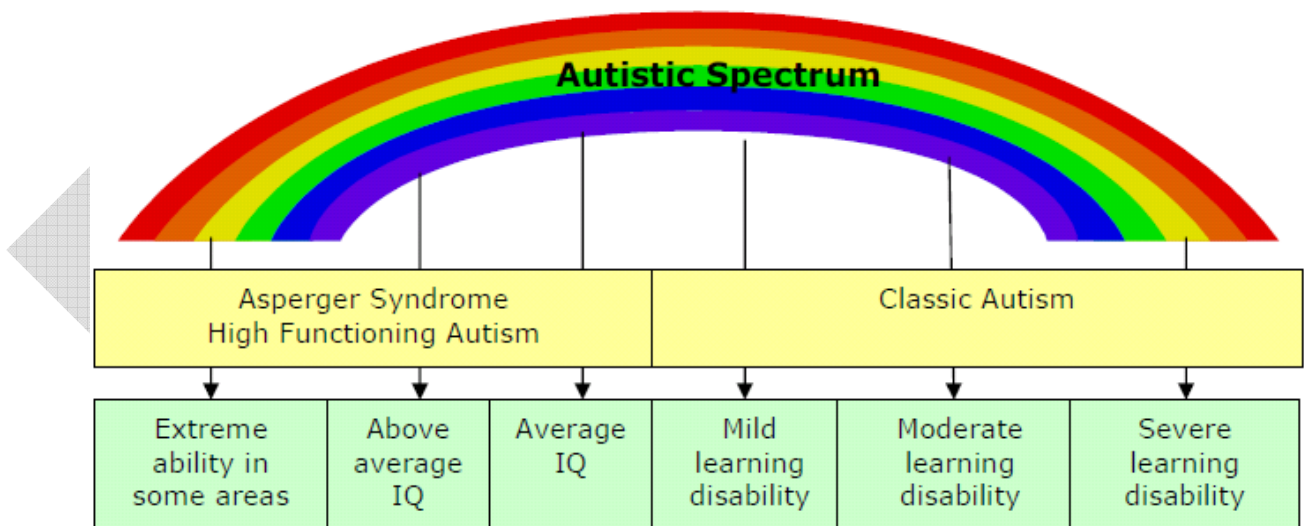 Autistic Spectrum
Asperger Syndrome
High Functioning Autism
Classic Autism
Extreme
ability in
some areas
Above
average
IQ
Average
IQ
Mild
learning
disability
Moderate
learning
disability
Severe
learning
disability